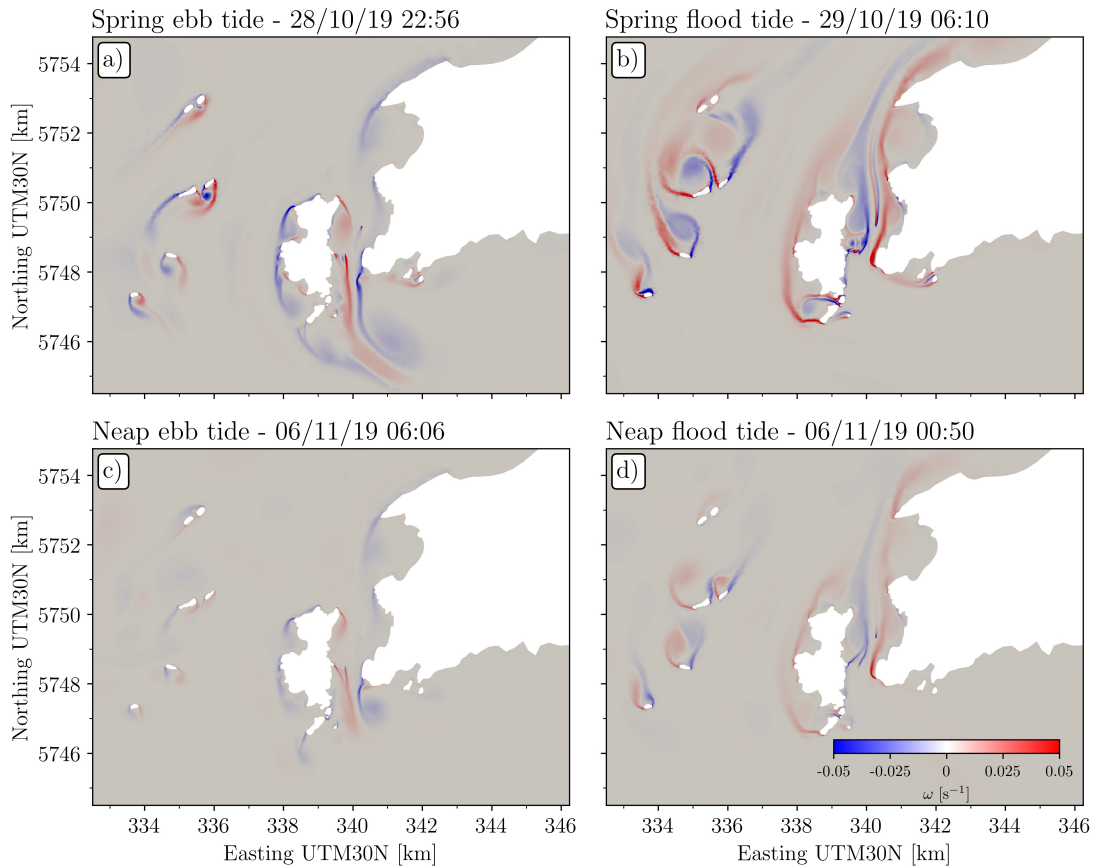 Spring ebb tide - 28/10/19 22:56
Spring flood tide - 29/10/19 06:10
a)
b)
Northing UTM30N [km]
5754
5752
5750
5748
5746
Neap ebb tide - 06/11/19 06:06
Neap flood tide - 06/11/19 00:50
c)
d)
Northing UTM30N [km]
5754
5752
5750
5748
5746
-0.05 -0.025 0 0.025 0.05
ω [s⁻¹]
334 336 338 340 342 344 346
334 336 338 340 342 344 346
Easting UTM30N [km]
Easting UTM30N [km]